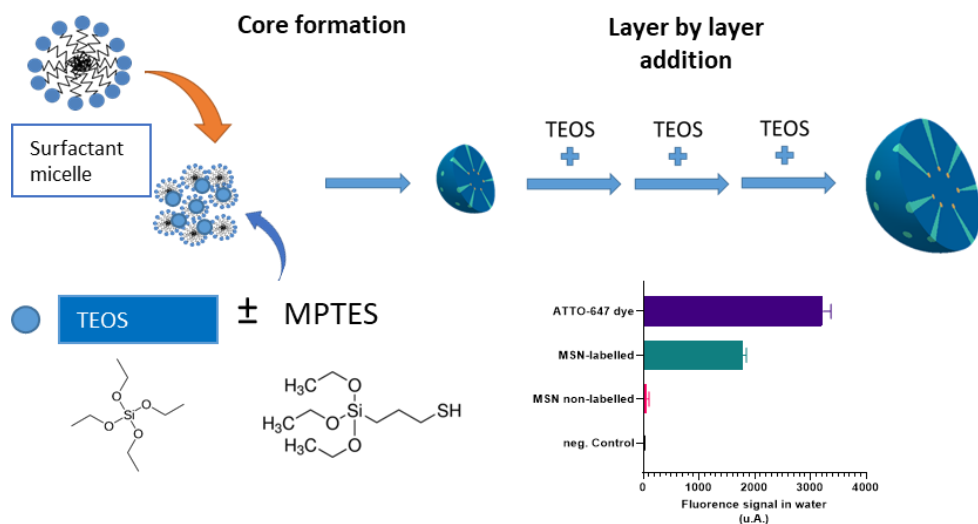 Core formation
Layer by layer
addition
Surfactant
micelle
TEOS
TEOS
TEOS
TEOS
± MPTES
O
O
Si
O
O
H₃C
O
H₃C
O
Si
SH
H₃C
O
ATTO-647 dye
MSN-labelled
MSN non-labelled
neg. Control
0
1000
2000
3000
4000
Fluorence signal in water
(u.A.)